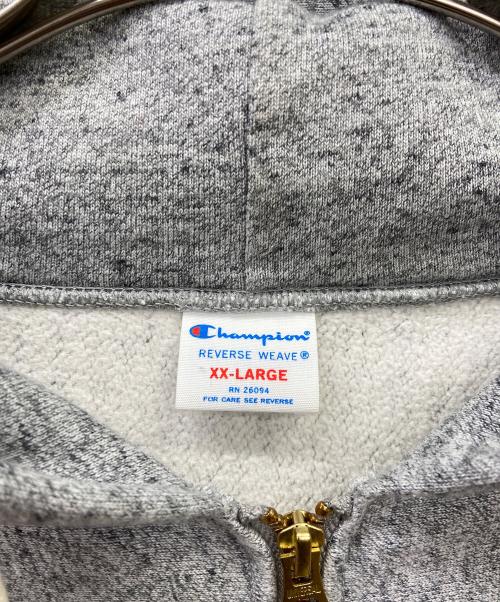 Champion®
REVERSE WEAVE®
XX-LARGE
RN 26094
FOR CARE SEE REVERSE